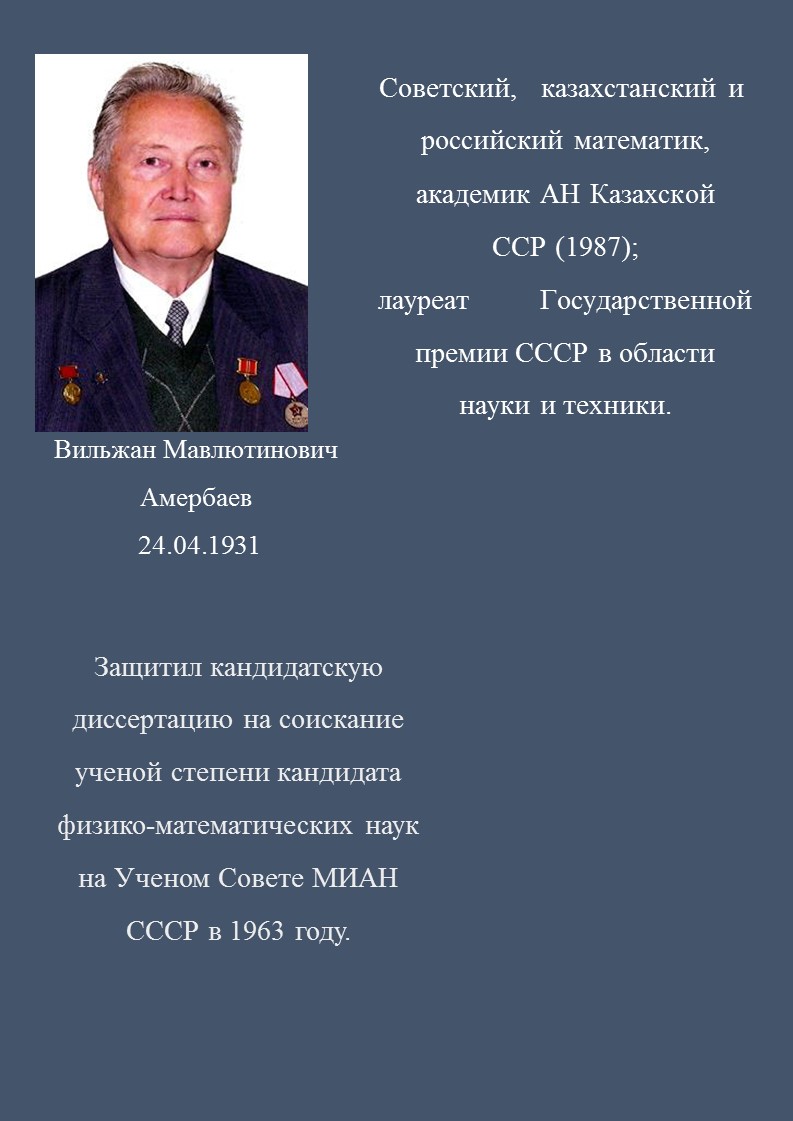 Советский, казахстанский и
российский математик,
академик АН Казахской
ССР (1987);
лауреат Государственной
премии СССР в области
науки и техники.
Вильжан Мавлютинович
Амербаев
24.04.1931
Защитил кандидатскую
диссертацию на соискание
ученой степени кандидата
физико-математических наук
на Ученом Совете МИАН
СССР в 1963 году.